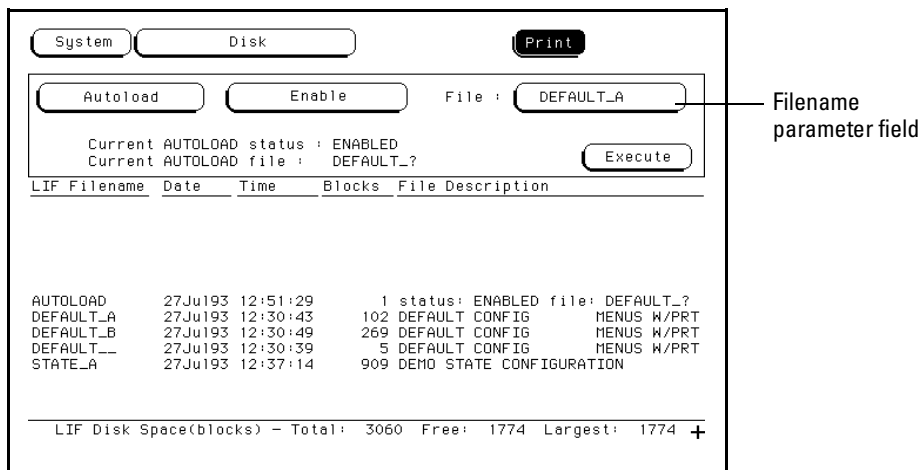 System Disk Print
Autoload Enable File : DEFAULT_A
Filename
parameter field
Current AUTOLOAD status : ENABLED
Current AUTOLOAD file : DEFAULT_?
Execute
LIF Filename Date Time Blocks File Description
AUTOLOAD 27Jul93 12:51:29 1 status: ENABLED file: DEFAULT_?
DEFAULT_A 27Jul93 12:30:43 102 DEFAULT CONFIG MENUS W/PRT
DEFAULT_B 27Jul93 12:30:49 269 DEFAULT CONFIG MENUS W/PRT
DEFAULT__ 27Jul93 12:30:39 5 DEFAULT CONFIG MENUS W/PRT
STATE_A 27Jul93 12:37:14 909 DEMO STATE CONFIGURATION
LIF Disk Space(blocks) - Total: 3060 Free: 1774 Largest: 1774 +